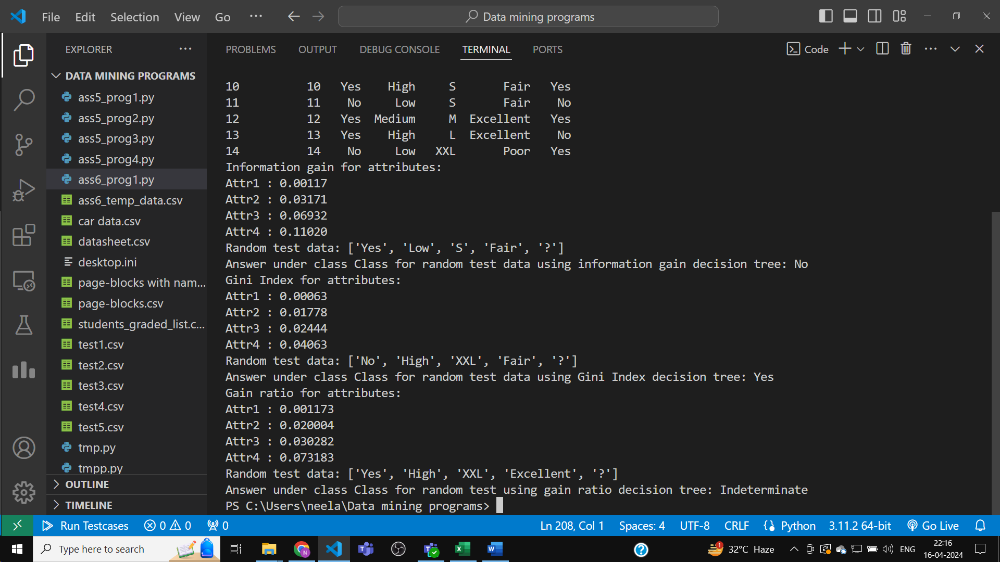 File Edit Selection View Go ··· Data mining programs
EXPLORER ···
DATA MINING PROGRAMS
ass5_prog1.py
ass5_prog2.py
ass5_prog3.py
ass5_prog4.py
ass6_prog1.py
ass6_temp_data.csv
car data.csv
datasheet.csv
desktop.ini
page-blocks with nam...
page-blocks.csv
students_graded_list.c...
test1.csv
test2.csv
test3.csv
test4.csv
test5.csv
tmp.py
tmpp.py
OUTLINE
TIMELINE
PROBLEMS OUTPUT DEBUG CONSOLE TERMINAL PORTS Code
10 10 Yes High S Fair Yes
11 11 No Low S Fair No
12 12 Yes Medium M Excellent Yes
13 13 Yes High L Excellent No
14 14 No Low XXL Poor Yes
Information gain for attributes:
Attr1 : 0.00117
Attr2 : 0.03171
Attr3 : 0.06932
Attr4 : 0.11020
Random test data: ['Yes', 'Low', 'S', 'Fair', '?']
Answer under class Class for random test data using information gain decision tree: No
Gini Index for attributes:
Attr1 : 0.00063
Attr2 : 0.01778
Attr3 : 0.02444
Attr4 : 0.04063
Random test data: ['No', 'High', 'XXL', 'Fair', '?']
Answer under class Class for random test data using Gini Index decision tree: Yes
Gain ratio for attributes:
Attr1 : 0.001173
Attr2 : 0.020004
Attr3 : 0.030282
Attr4 : 0.073183
Random test data: ['Yes', 'High', 'XXL', 'Excellent', '?']
Answer under class Class for random test using gain ratio decision tree: Indeterminate
PS C:\Users\neela\Data mining programs>
Run Testcases 0 0 0 Ln 208, Col 1 Spaces: 4 UTF-8 CRLF Python 3.11.2 64-bit Go Live
Type here to search 1 32°C Haze ENG 22:16
16-04-2024